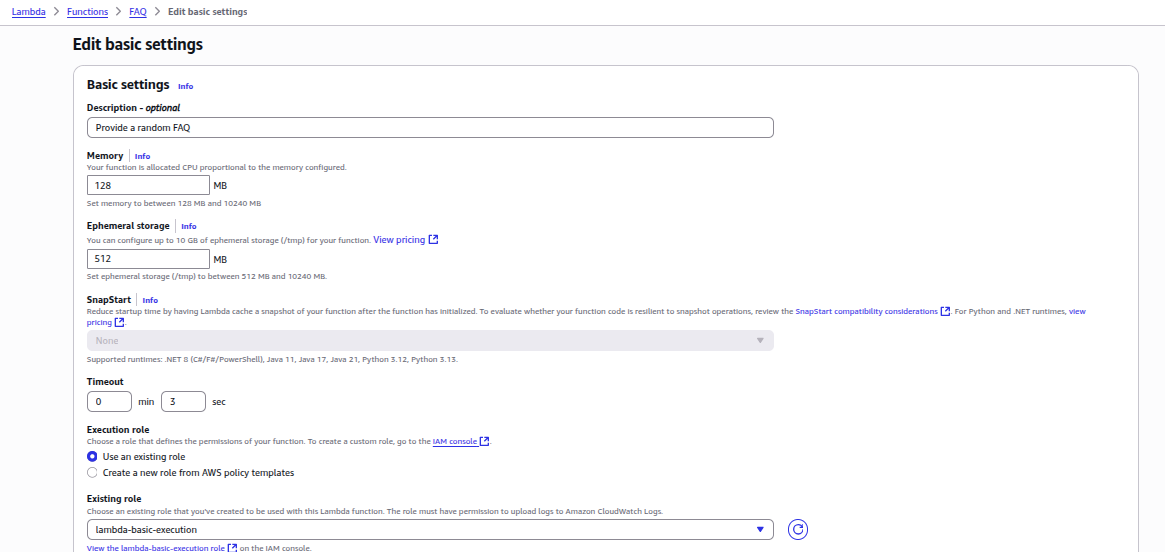 Lambda > Functions > FAQ > Edit basic settings
Edit basic settings
Basic settings Info
Description - optional
Provide a random FAQ
Memory Info
Your function is allocated CPU proportional to the memory configured.
128 MB
Set memory to between 128 MB and 10240 MB
Ephemeral storage Info
You can configure up to 10 GB of ephemeral storage (/tmp) for your function. View pricing
512 MB
Set ephemeral storage (/tmp) to between 512 MB and 10240 MB.
SnapStart Info
Reduce startup time by having Lambda cache a snapshot of your function after the function has initialized. To evaluate whether your function code is resilient to snapshot operations, review the SnapStart compatibility considerations. For Python and .NET runtimes, view
pricing.
None
Supported runtimes: .NET 8 (C#/F#/PowerShell), Java 11, Java 17, Java 21, Python 3.12, Python 3.13.
Timeout
0 min 3 sec
Execution role
Choose a role that defines the permissions of your function. To create a custom role, go to the IAM console.
Use an existing role
Create a new role from AWS policy templates
Existing role
Choose an existing role that you've created to be used with this Lambda function. The role must have permission to upload logs to Amazon CloudWatch Logs.
lambda-basic-execution
View the lambda-basic-execution role on the IAM console.